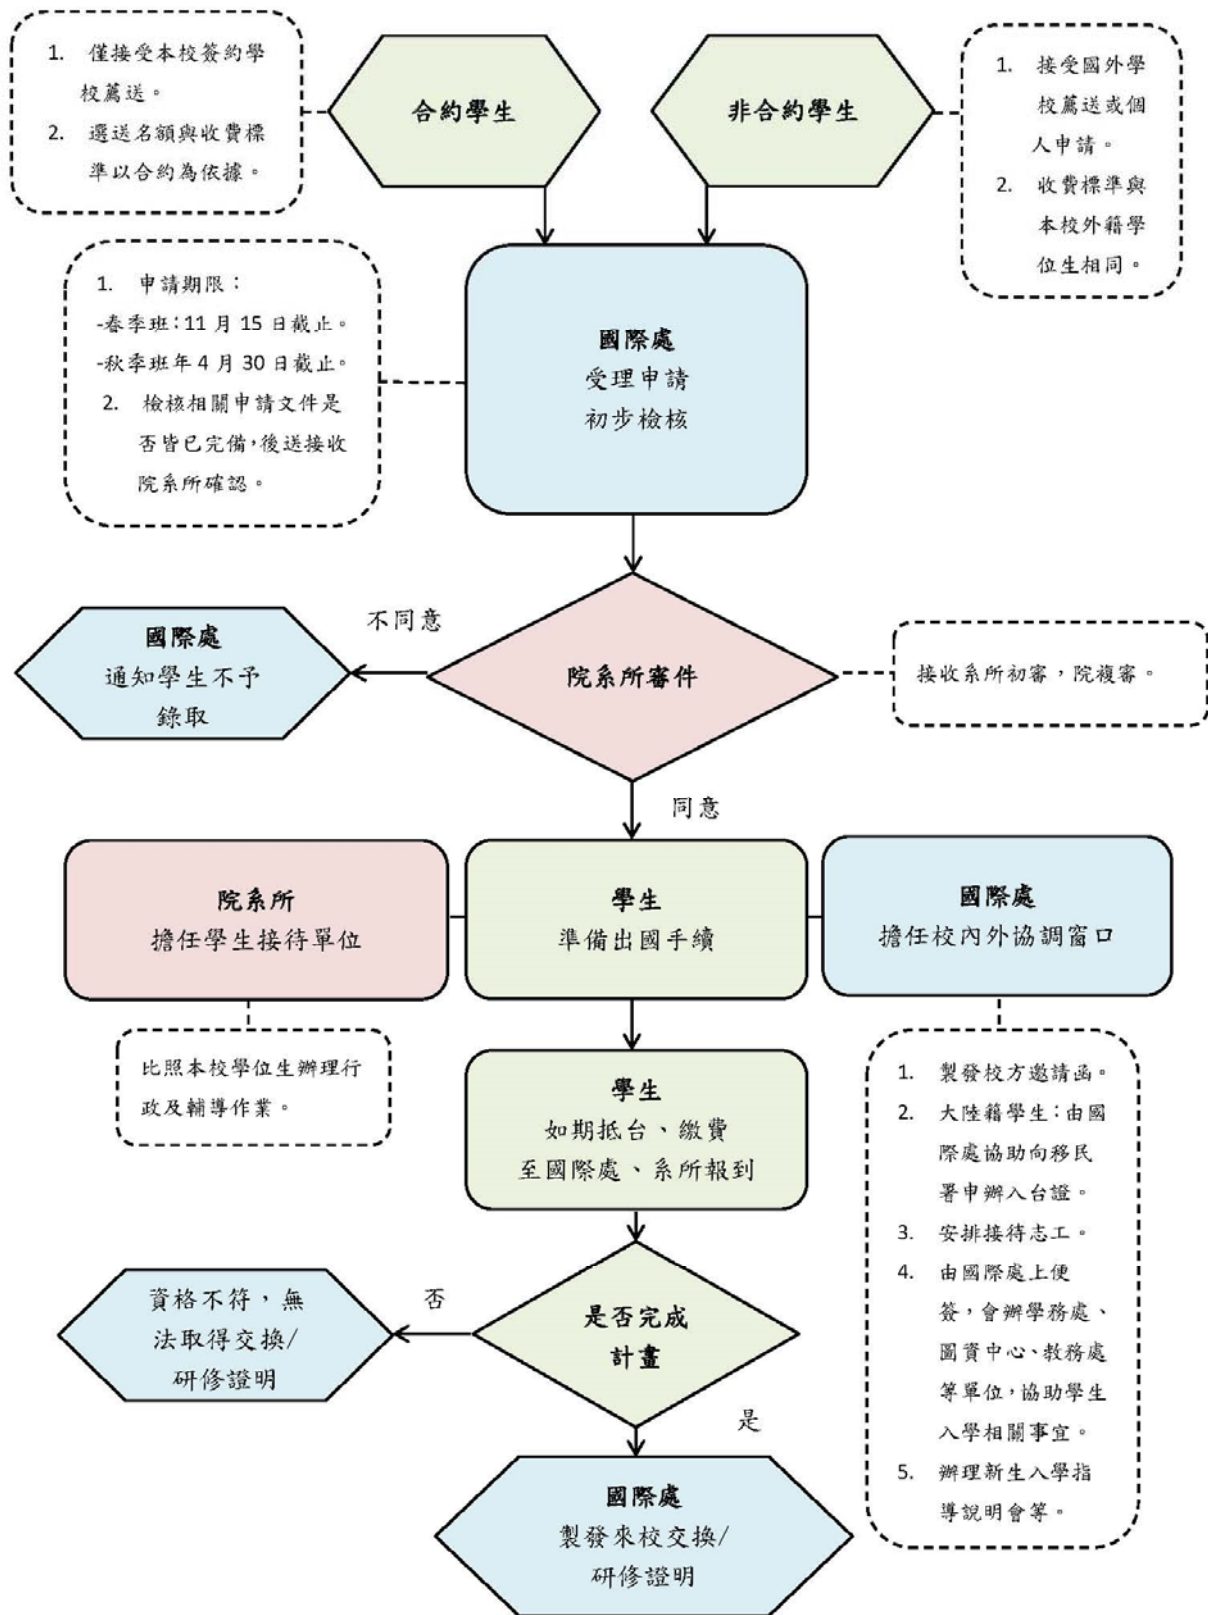 1. 僅接受本校簽約學
校薦送。
2. 選送名額與收費標
準以合約為依據。
合約學生
非合約學生
1. 接受國外學
校薦送或個
人申請。
2. 收費標準與
本校外籍學
位生相同。
1. 申請期限：
-春季班：11 月 15 日截止。
-秋季班年 4 月 30 日截止。
2. 檢核相關申請文件是
否皆已完備，後送接收
院系所確認。
國際處
受理申請
初步檢核
不同意
國際處
通知學生不予
錄取
院系所審件
接收系所初審，院複審。
同意
院系所
擔任學生接待單位
學生
準備出國手續
國際處
擔任校內外協調窗口
比照本校學位生辦理行
政及輔導作業。
學生
如期抵台、繳費
至國際處、系所報到
1. 製發校方邀請函。
2. 大陸籍學生：由國
際處協助向移民
署申辦入台證。
3. 安排接待志工。
4. 由國際處上便
簽，會辦學務處、
圖資中心、教務處
等單位，協助學生
入學相關事宜。
5. 辦理新生入學指
導說明會等。
否
資格不符，無
法取得交換/
研修證明
是否完成
計畫
是
國際處
製發來校交換/
研修證明